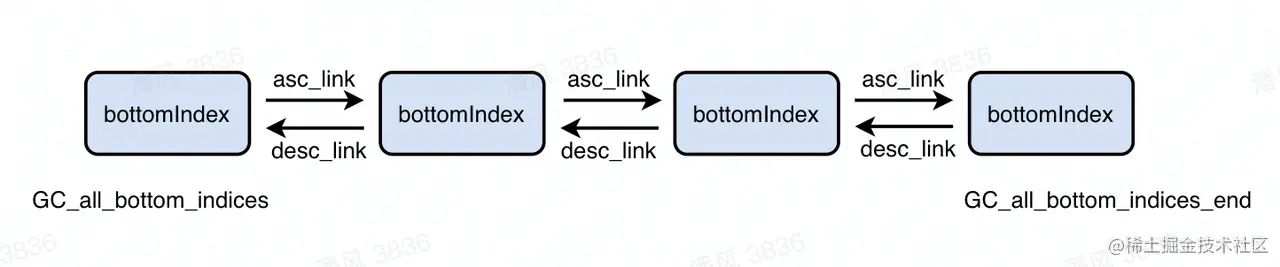 asc_link
asc_link
asc_link
bottomIndex
bottomIndex
bottomIndex
bottomIndex
desc_link
desc_link
desc_link
GC_all_bottom_indices
GC_all_bottom_indices_end
@稀土掘金技术社区